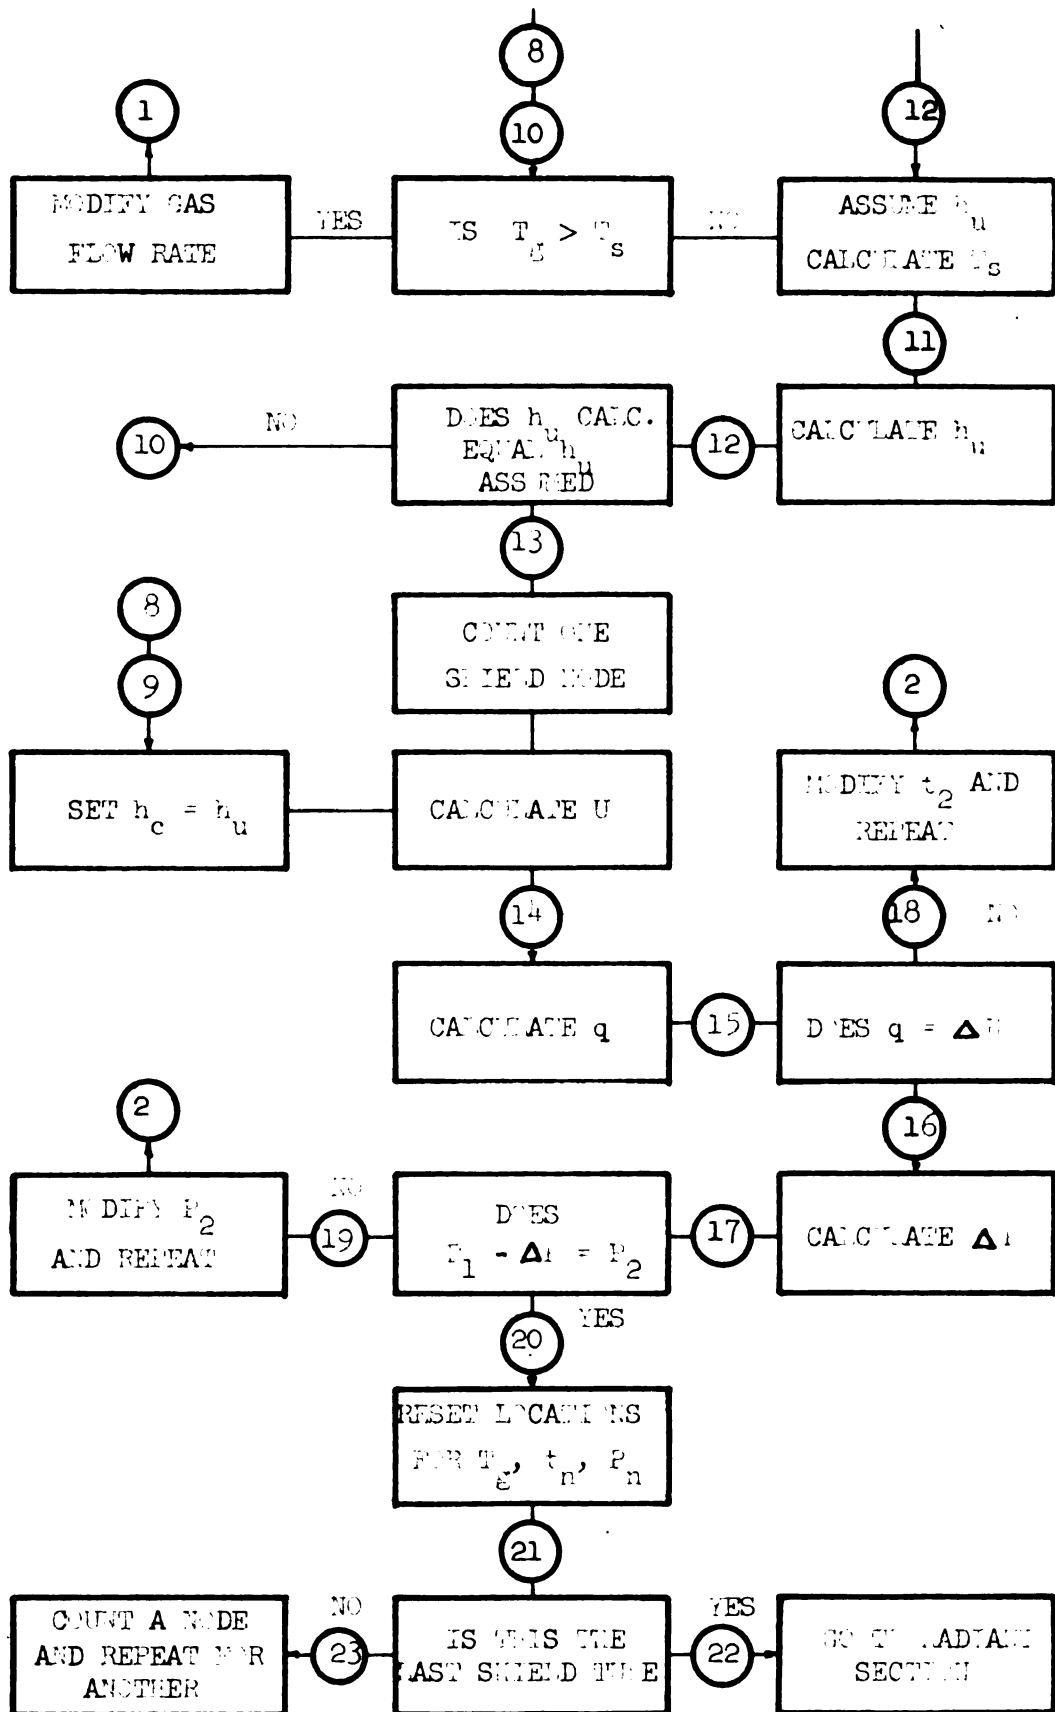 8
1
10
12
MODIFY GAS
FLOW RATE
YES
IS T_g > T_s
NO
ASSUME h_u
CALCULATE T_s
11
10
NO
DOES h_u CALC.
EQUAL h_u
ASSUMED
12
CALCULATE h_u
13
8
COUNT ONE
SHIELD NODE
9
2
SET h_c = h_u
CALCULATE U
MODIFY t_2 AND
REPEAT
14
18
NO
CALCULATE q
15
DOES q = Δ H
2
16
MODIFY P_2
AND REPEAT
NO
19
DOES
P_1 - ΔP = P_2
17
CALCULATE ΔP
20
YES
RESET LOCATIONS
FOR T_g, t_n, P_n
21
COUNT A NODE
AND REPEAT FOR
ANOTHER
NO
23
IS THIS THE
LAST SHIELD TUBE
YES
22
GO TO RADIANT
SECTION